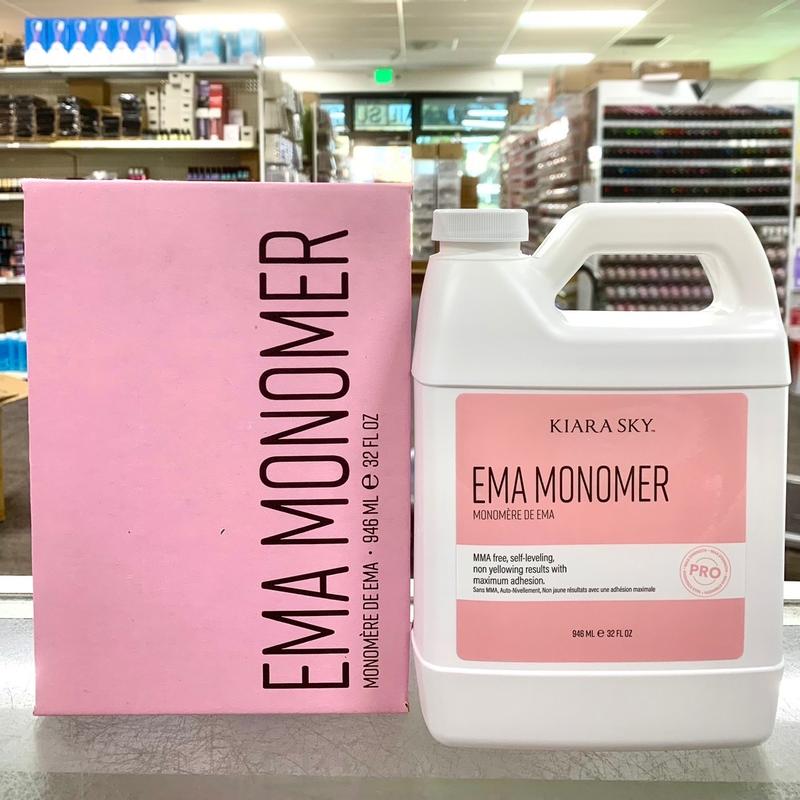 EMA MONOMER
MONOMÈRE DE EMA • 946 ML ℮ 32 FL OZ
KIARA SKY™
EMA MONOMER
MONOMÈRE DE EMA
MMA free, self-leveling,
non yellowing results with
maximum adhesion.
Sans MMA, Auto-Nivellement, Non jaune résultats avec une adhésion maximale
PRO
946 ML ℮ 32 FL OZ